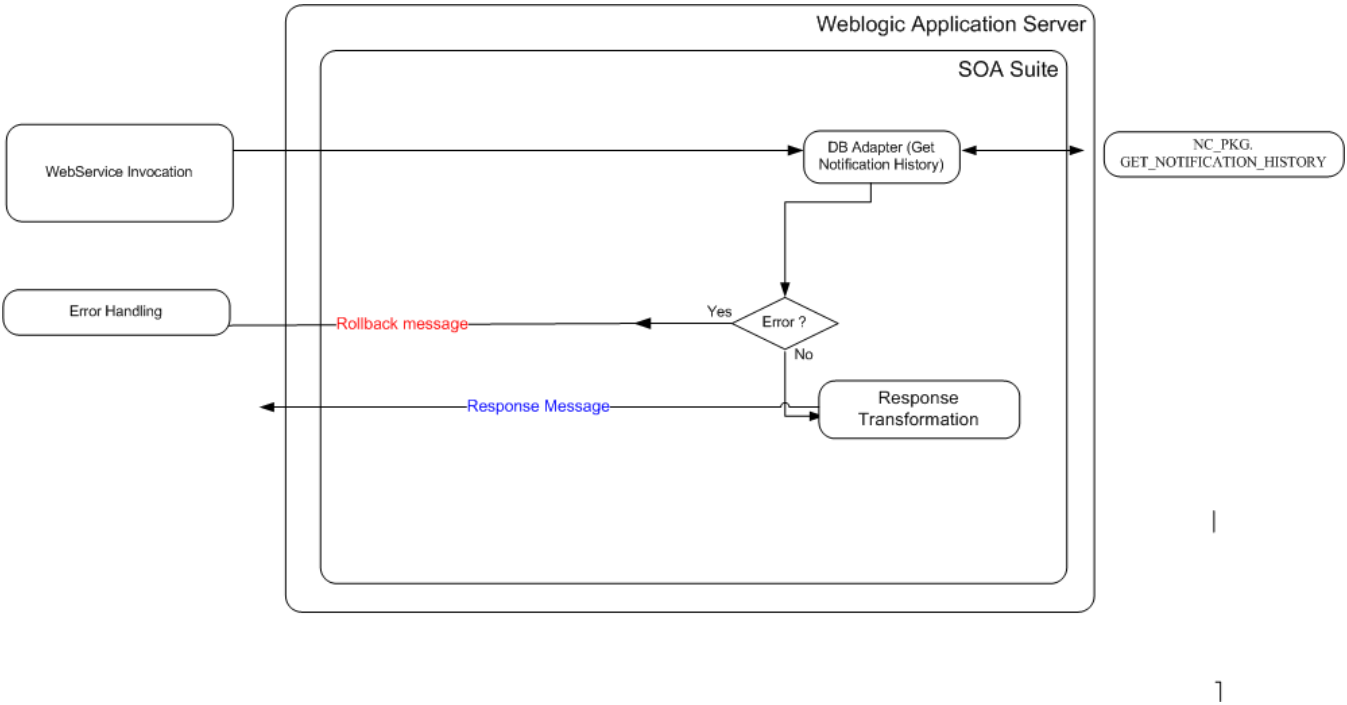 Weblogic Application Server
SOA Suite
WebService Invocation
DB Adapter (Get
Notification History)
NC_PKG.
GET_NOTIFICATION_HISTORY
Error Handling
Rollback message
Yes
Error ?
No
Response Message
Response
Transformation